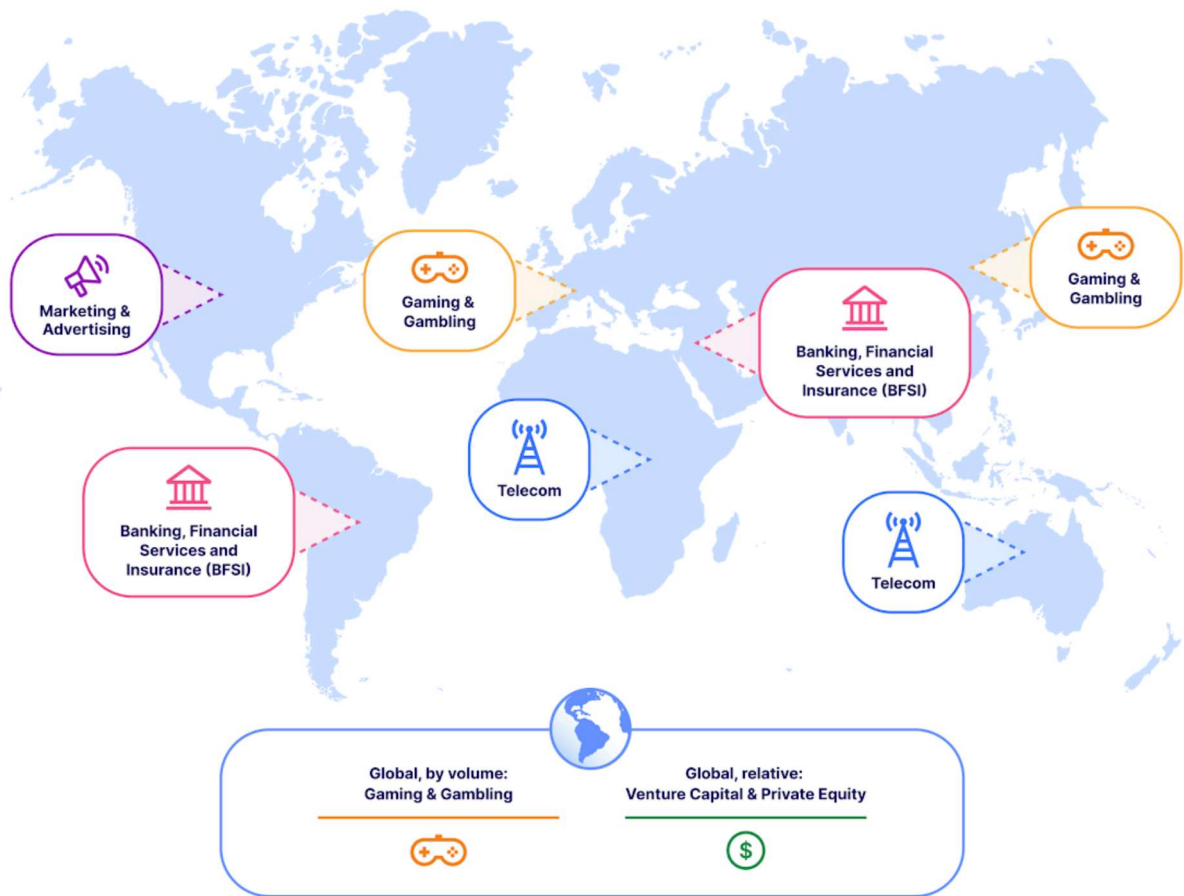 Marketing &
Advertising
Gaming &
Gambling
Gaming &
Gambling
Banking, Financial
Services and
Insurance (BFSI)
Telecom
Banking, Financial
Services and
Insurance (BFSI)
Telecom
Global, by volume:
Gaming & Gambling
Global, relative:
Venture Capital & Private Equity
$